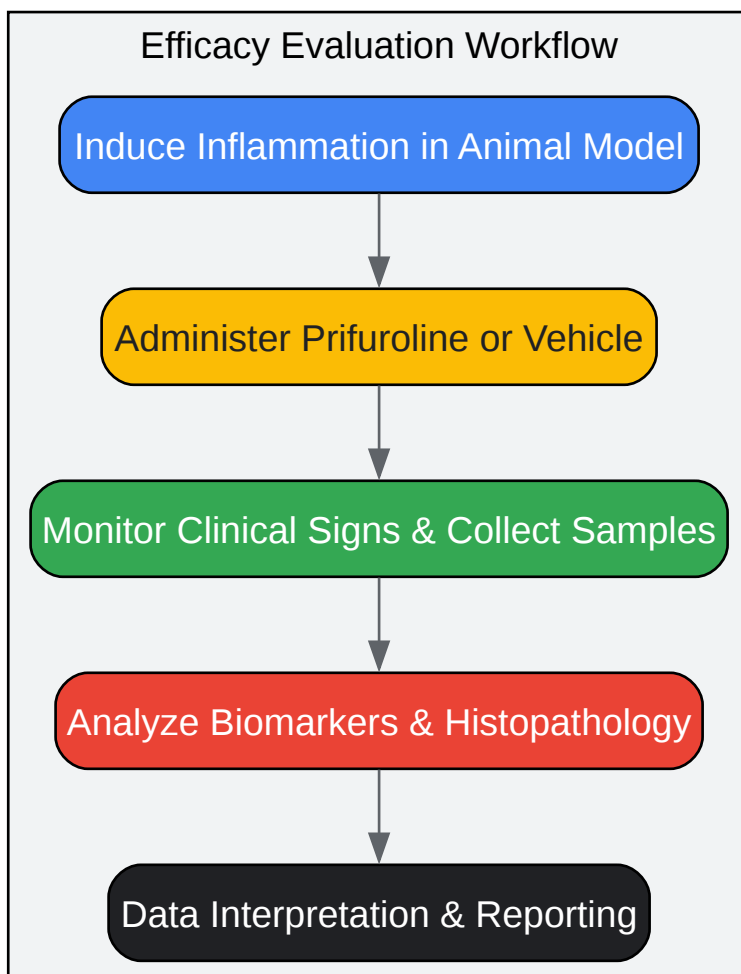 Efficacy Evaluation Workflow
Induce Inflammation in Animal Model
Administer Prifuroline or Vehicle
Monitor Clinical Signs & Collect Samples
Analyze Biomarkers & Histopathology
Data Interpretation & Reporting